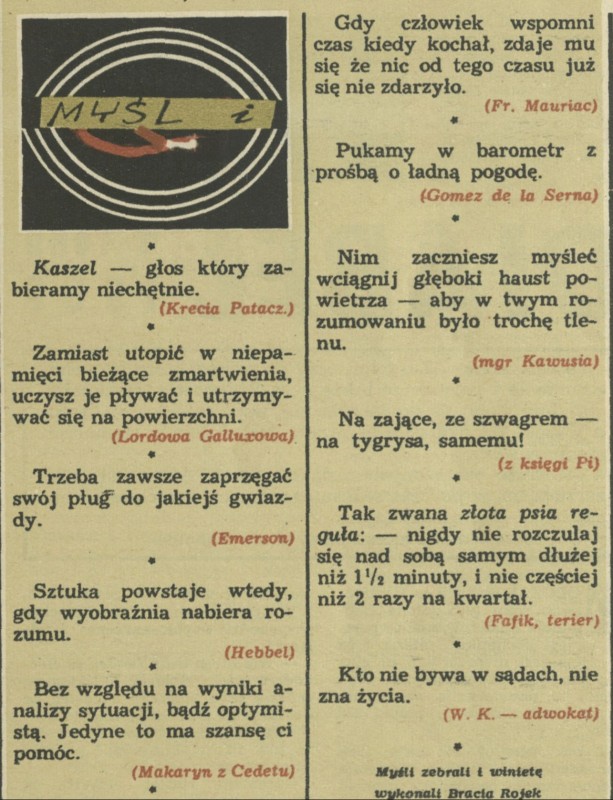 MYŚL i
*
Kaszel — głos który za-
bieramy niechętnie.
(Krecia Patacz.)
*
Zamiast utopić w niepa-
mięci bieżące zmartwienia,
uczysz je pływać i utrzymy-
wać się na powierzchni.
(Lordowa Galluxowa)
*
Trzeba zawsze zaprzęgać
swój pług do jakiejś gwiaz-
dy.
(Emerson)
*
Sztuka powstaje wtedy,
gdy wyobraźnia nabiera ro-
zumu.
(Hebbel)
*
Bez względu na wyniki a-
nalizy sytuacji, bądź optymi-
stą. Jedyne to ma szansę ci
pomóc.
(Makaryn z Cedetu)
*
Gdy człowiek wspomni
czas kiedy kochał, zdaje mu
się że nic od tego czasu już
się nie zdarzyło.
(Fr. Mauriac)
*
Pukamy w barometr z
prośbą o ładną pogodę.
(Gomez de la Serna)
*
Nim zaczniesz myśleć
wciągnij głęboki haust po-
wietrza — aby w twym ro-
zumowaniu było trochę tle-
nu.
(mgr Kawusia)
*
Na zające, ze szwagrem —
na tygrysa, samemu!
(z księgi Pi)
*
Tak zwana złota psia re-
guła: — nigdy nie rozczulaj
się nad sobą samym dłużej
niż 1 1/2 minuty, i nie częściej
niż 2 razy na kwartał.
(Fafik, terier)
*
Kto nie bywa w sądach, nie
zna życia.
(W. K. — adwokat)
*
Myśli zebrali i winietę
wykonali Bracia Rojek